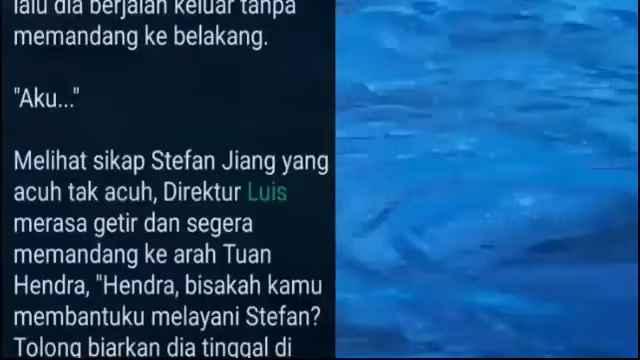 lalu dia berjalan keluar tanpa
memandang ke belakang.
"Aku..."
Melihat sikap Stefan Jiang yang
acuh tak acuh, Direktur Luis
merasa getir dan segera
memandang ke arah Tuan
Hendra, "Hendra, bisakah kamu
membantuku melayani Stefan?
Tolong biarkan dia tinggal di